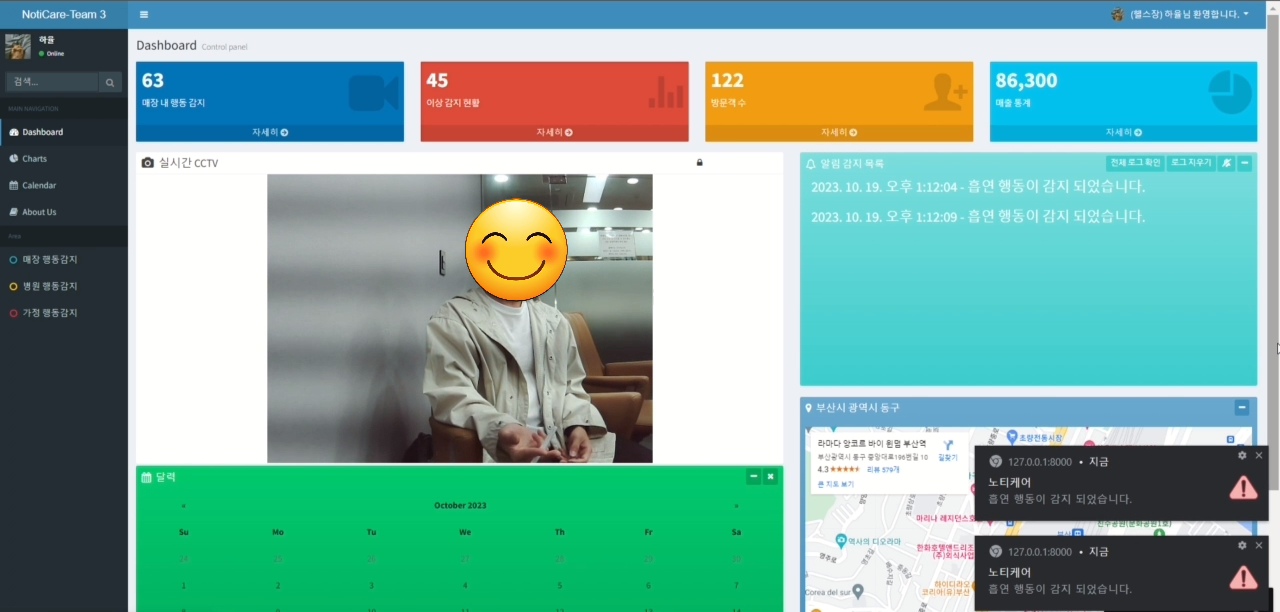 NotiCare-Team 3
(헬스장) 하율님 환영합니다.
하율
Online
검색...
MAIN NAVIGATION
Dashboard
Charts
Calendar
About Us
Area
매장 행동감지
병원 행동감지
가정 행동감지
Dashboard Control panel
63
매장 내 행동 감지
자세히
45
이상 감지 현황
자세히
122
방문객 수
자세히
86,300
매출 통계
자세히
실시간 CCTV
알림 감지 목록
전체 로그 확인
로그 지우기
2023. 10. 19. 오후 1:12:04 - 흡연 행동이 감지 되었습니다.
2023. 10. 19. 오후 1:12:09 - 흡연 행동이 감지 되었습니다.
달력
« October 2023 »
Su Mo Tu We Th Fr Sa
24 25 26 27 28 29 30
1 2 3 4 5 6 7
부산시 광역시 동구
라마다 앙코르 바이 윈덤 부산역
부산광역시 동구 중앙대로196번길 10
길찾기
4.3 리뷰 579개
큰 지도 보기
초량전통시장
마리나 레지던스호
역사의 디오라마
한화호텔앤드리조
(주)외식사업
Corea del sur
127.0.0.1:8000 • 지금
노티케어
흡연 행동이 감지 되었습니다.
127.0.0.1:8000 • 지금
노티케어
흡연 행동이 감지 되었습니다.